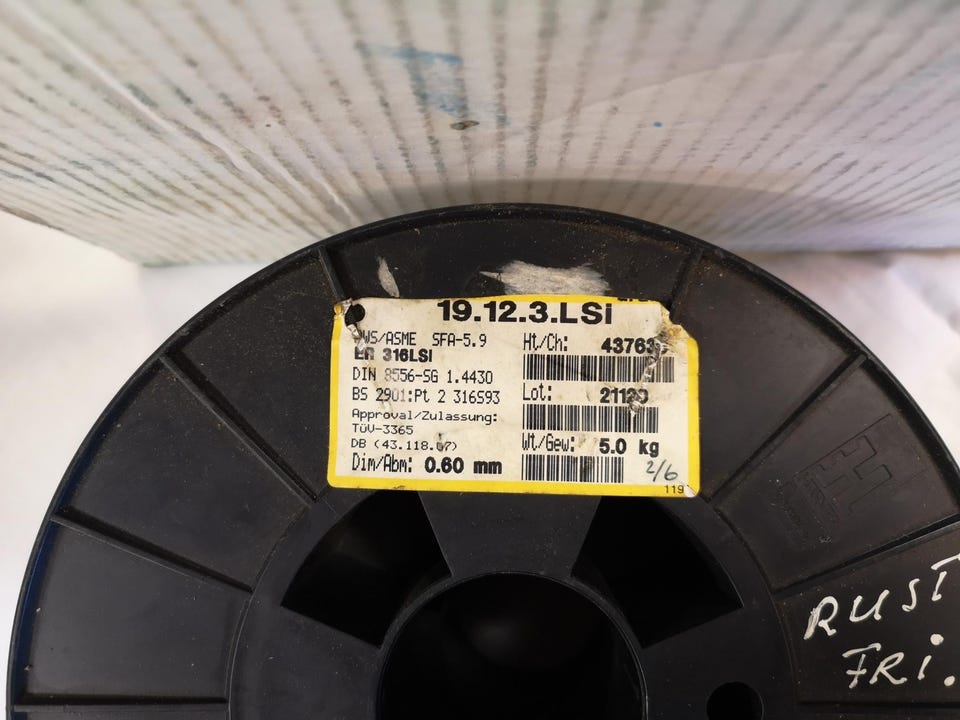 19.12.3.LSi
WS/ASME SFA-5.9
ER 316LSi
DIN 8556-SG 1.4430
BS 2901:Pt 2 316S93
Approval/Zulassung:
TÜV-3365
DB (43.118.07)
Dim/Abm: 0.60 mm
Ht/Ch:
Lot:
Wt/Gew: 5.0 kg
2/6
119
RUST
FRI.